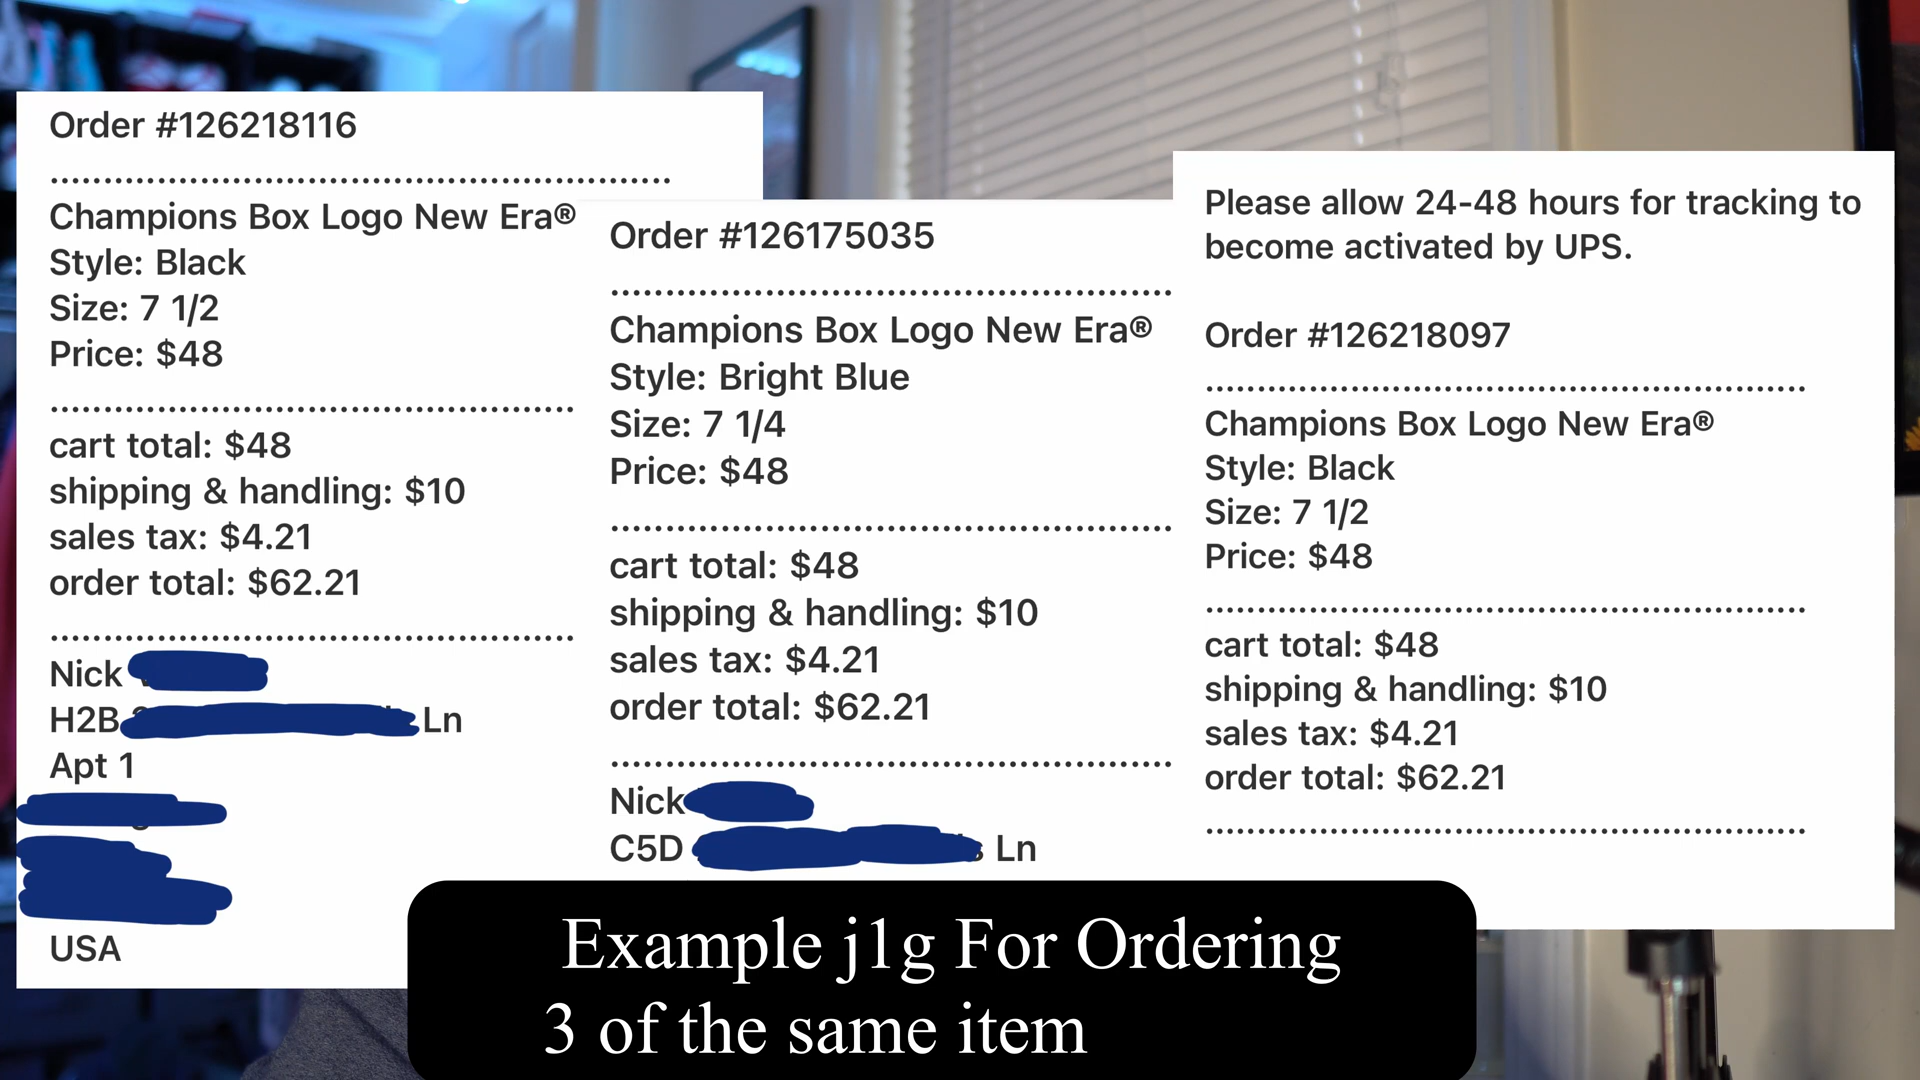 Order #126218116
Champions Box Logo New Era®
Style: Black
Size: 7 1/2
Price: $48
cart total: $48
shipping & handling: $10
sales tax: $4.21
order total: $62.21
Nick
H2B Ln
Apt 1
USA
Order #126175035
Champions Box Logo New Era®
Style: Bright Blue
Size: 7 1/4
Price: $48
cart total: $48
shipping & handling: $10
sales tax: $4.21
order total: $62.21
Nick
C5D Ln
Please allow 24-48 hours for tracking to
become activated by UPS.
Order #126218097
Champions Box Logo New Era®
Style: Black
Size: 7 1/2
Price: $48
cart total: $48
shipping & handling: $10
sales tax: $4.21
order total: $62.21
Example j1g For Ordering
3 of the same item